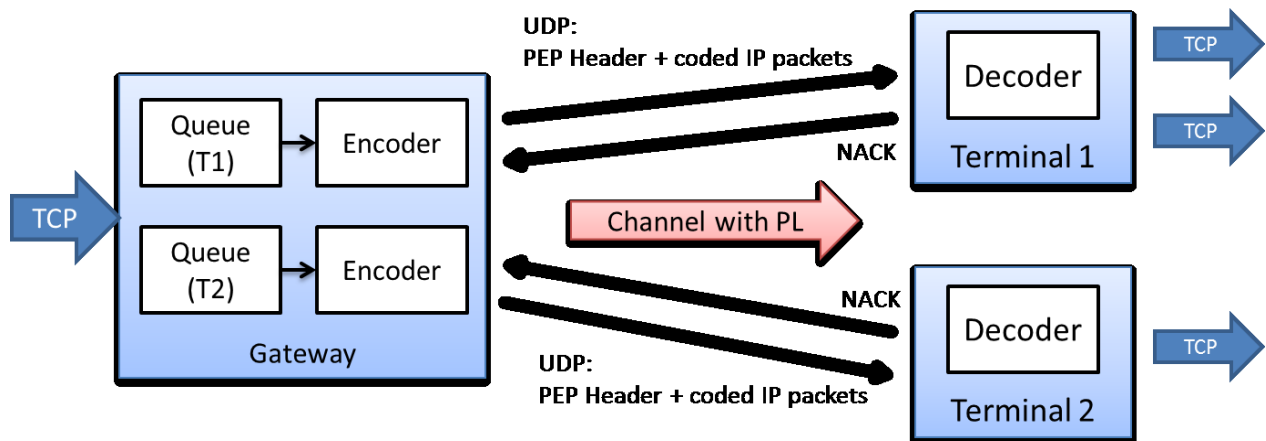 TCP
Queue
(T1)
Encoder
Queue
(T2)
Encoder
Gateway
UDP:
PEP Header + coded IP packets
NACK
Channel with PL
NACK
UDP:
PEP Header + coded IP packets
Decoder
Terminal 1
TCP
TCP
Decoder
Terminal 2
TCP